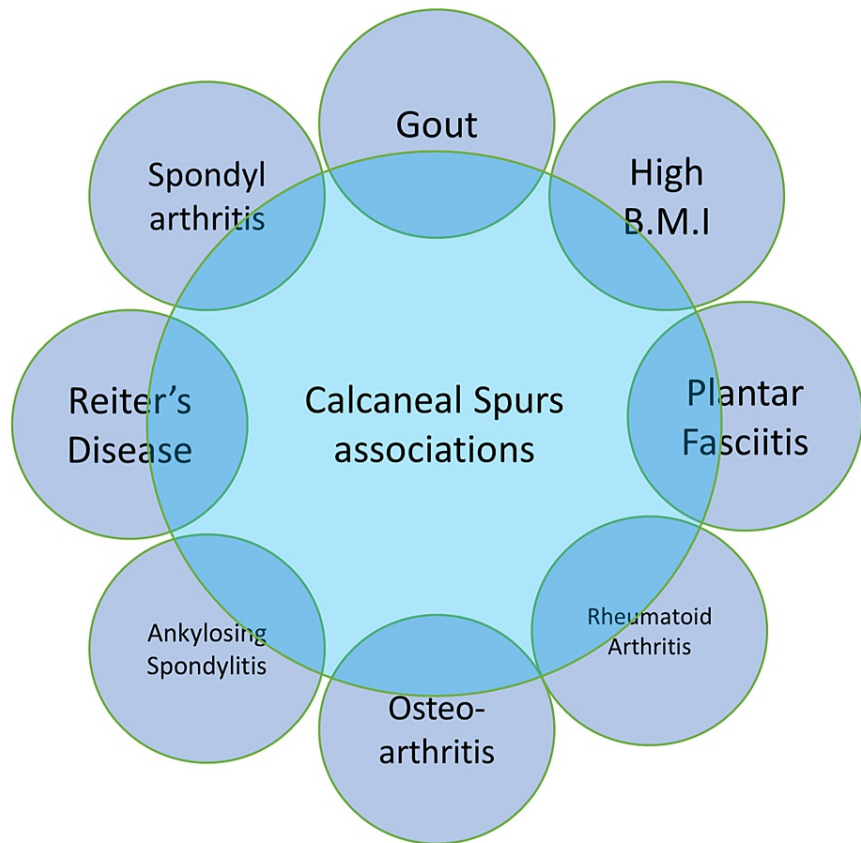 Gout
High
B.M.I
Spondyl
arthritis
Calcaneal Spurs
associations
Plantar
Fasciitis
Reiter's
Disease
Rheumatoid
Arthritis
Ankylosing
Spondylitis
Osteo-
arthritis